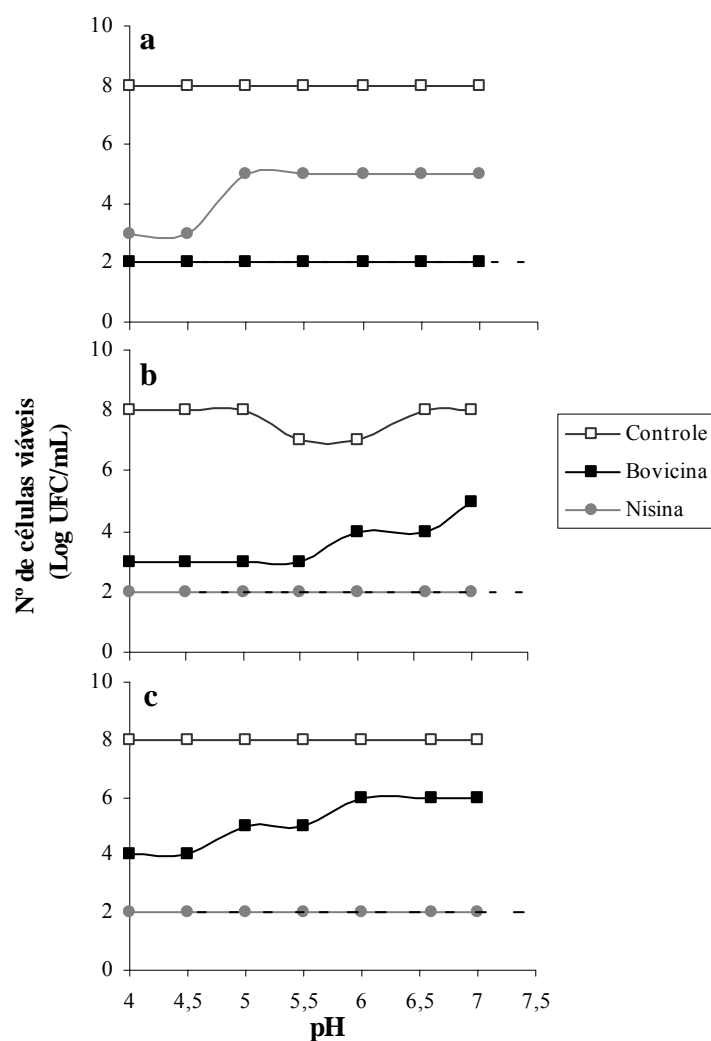 a
10
8
6
4
2
0
b
10
8
6
4
2
0
c
10
8
6
4
2
0
4 4,5 5 5,5 6 6,5 7 7,5
pH
Nº de células viáveis
(Log UFC/mL)
Controle
Bovicina
Nisina